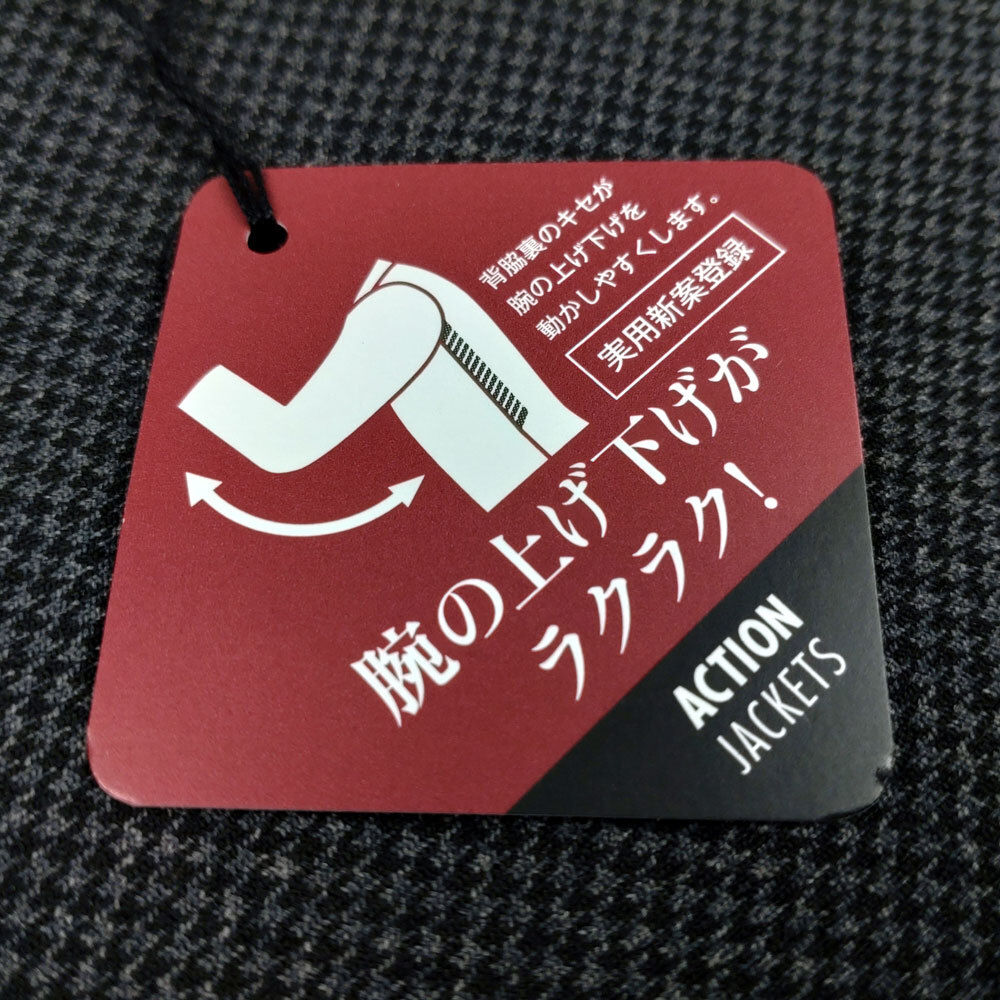 背脇裏のキセが
腕の上げ下げを
動かしやすくします。
実用新案登録
腕の上げ下げが
ラクラク!
ACTION
JACKETS